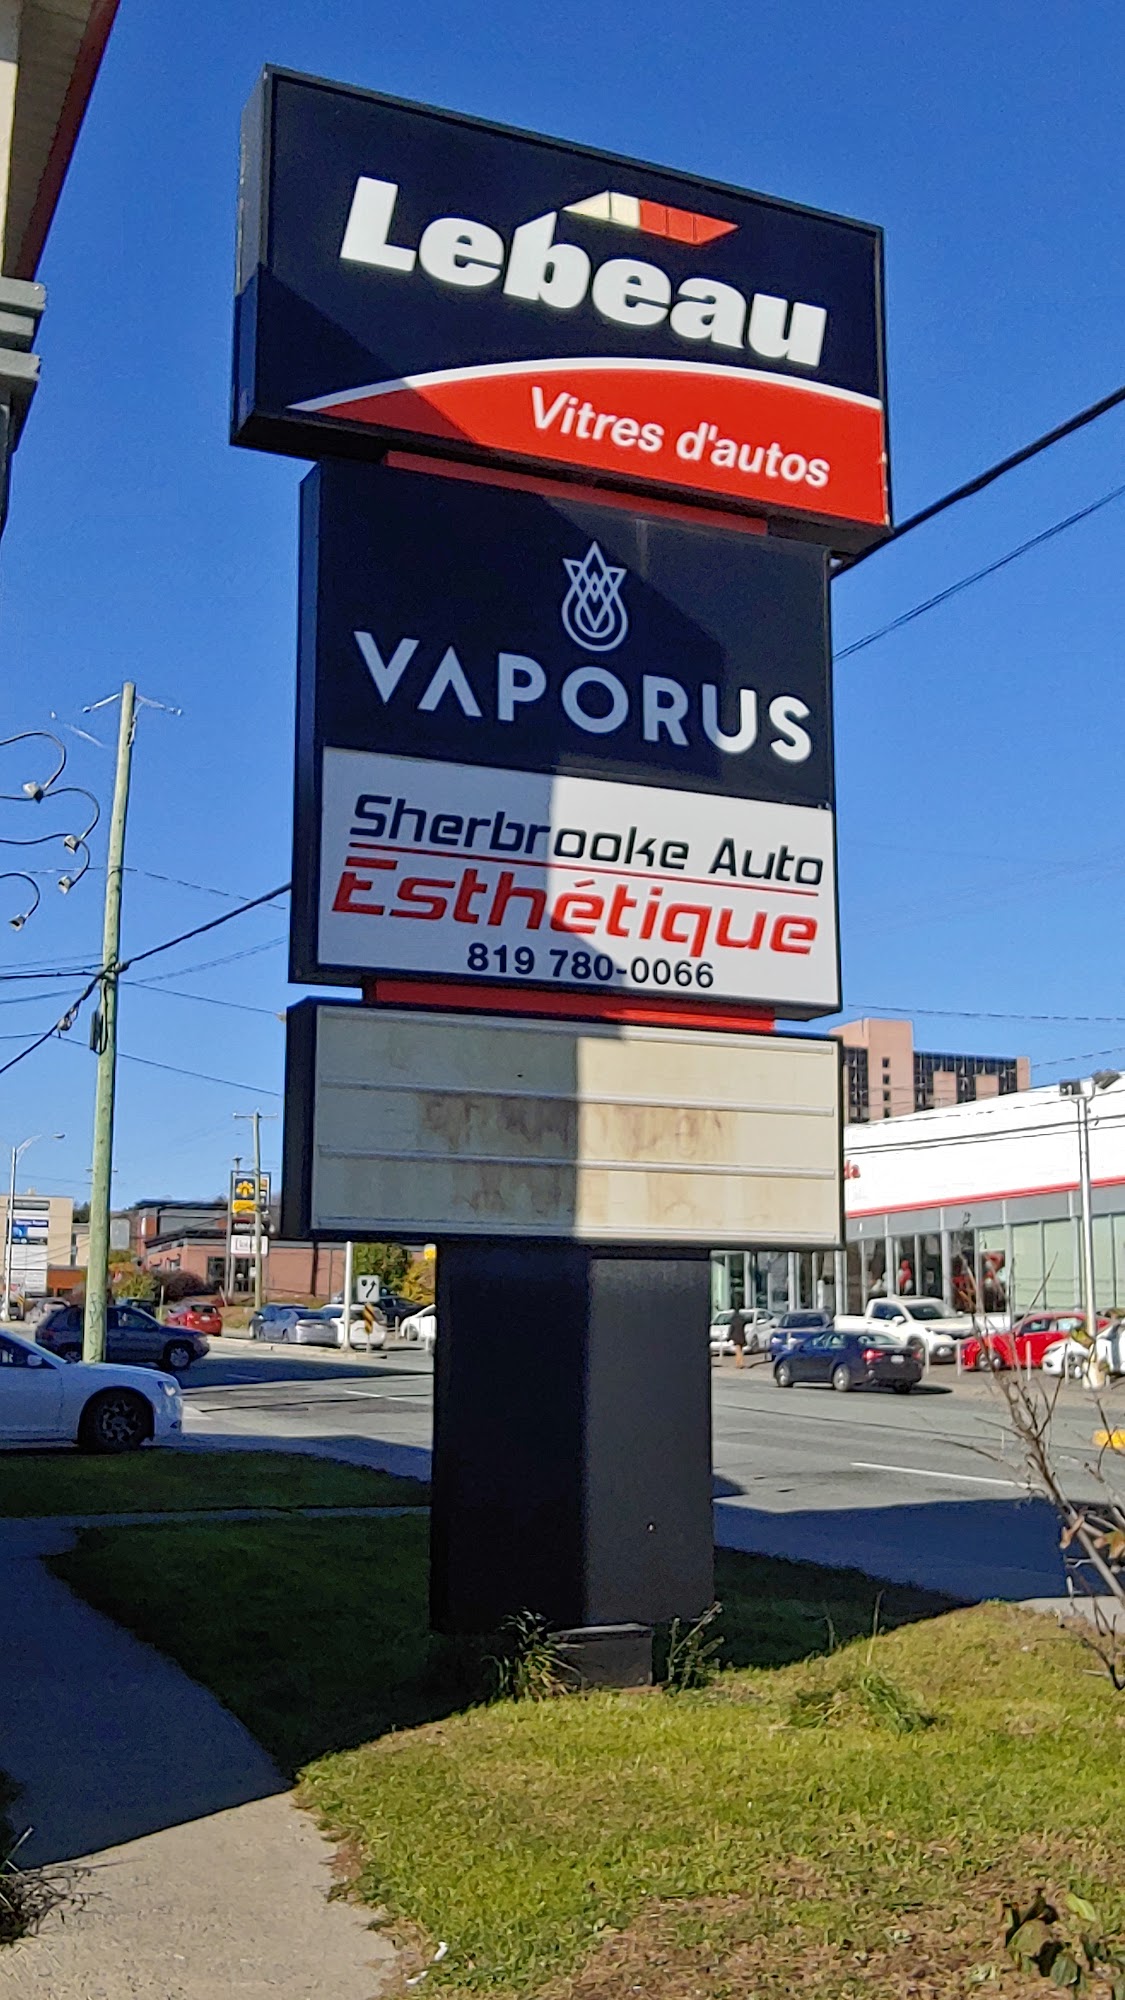 Lebeau
Vitres d'autos
VAPORUS
Sherbrooke Auto
Esthétique
819 780-0066